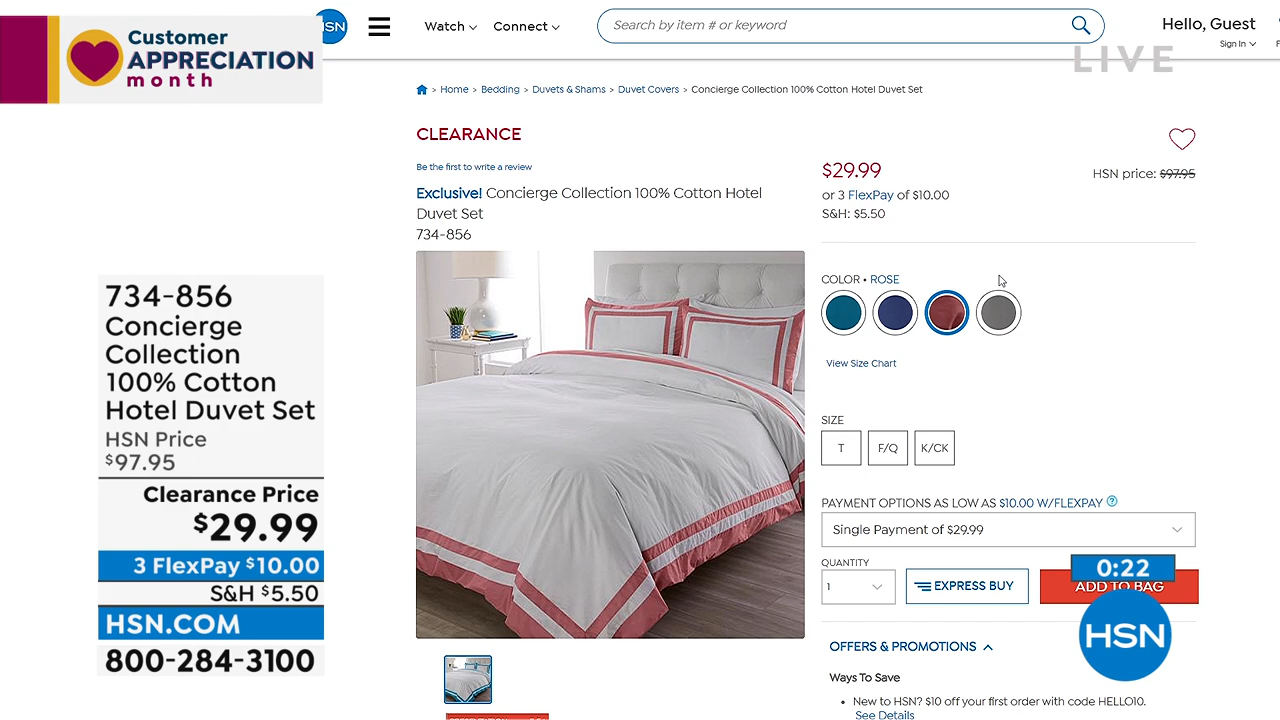 Customer
APPRECIATION
month
HSN
Watch
Connect
Search by item # or keyword
Hello, Guest
Sign In
LIVE
> Home > Bedding > Duvets & Shams > Duvet Covers > Concierge Collection 100% Cotton Hotel Duvet Set
CLEARANCE
Be the first to write a review
Exclusive! Concierge Collection 100% Cotton Hotel
Duvet Set
734-856
$29.99
HSN price: $97.95
or 3 FlexPay of $10.00
S&H: $5.50
COLOR • ROSE
View Size Chart
SIZE
T
F/Q
K/CK
PAYMENT OPTIONS AS LOW AS $10.00 W/FLEXPAY ?
Single Payment of $29.99
QUANTITY
1
EXPRESS BUY
0:22
ADD TO BAG
HSN
OFFERS & PROMOTIONS
Ways To Save
• New to HSN? $10 off your first order with code HELLO10.
See Details
734-856
Concierge
Collection
100% Cotton
Hotel Duvet Set
HSN Price
$97.95
Clearance Price
$29.99
3 FlexPay $10.00
S&H $5.50
HSN.COM
800-284-3100